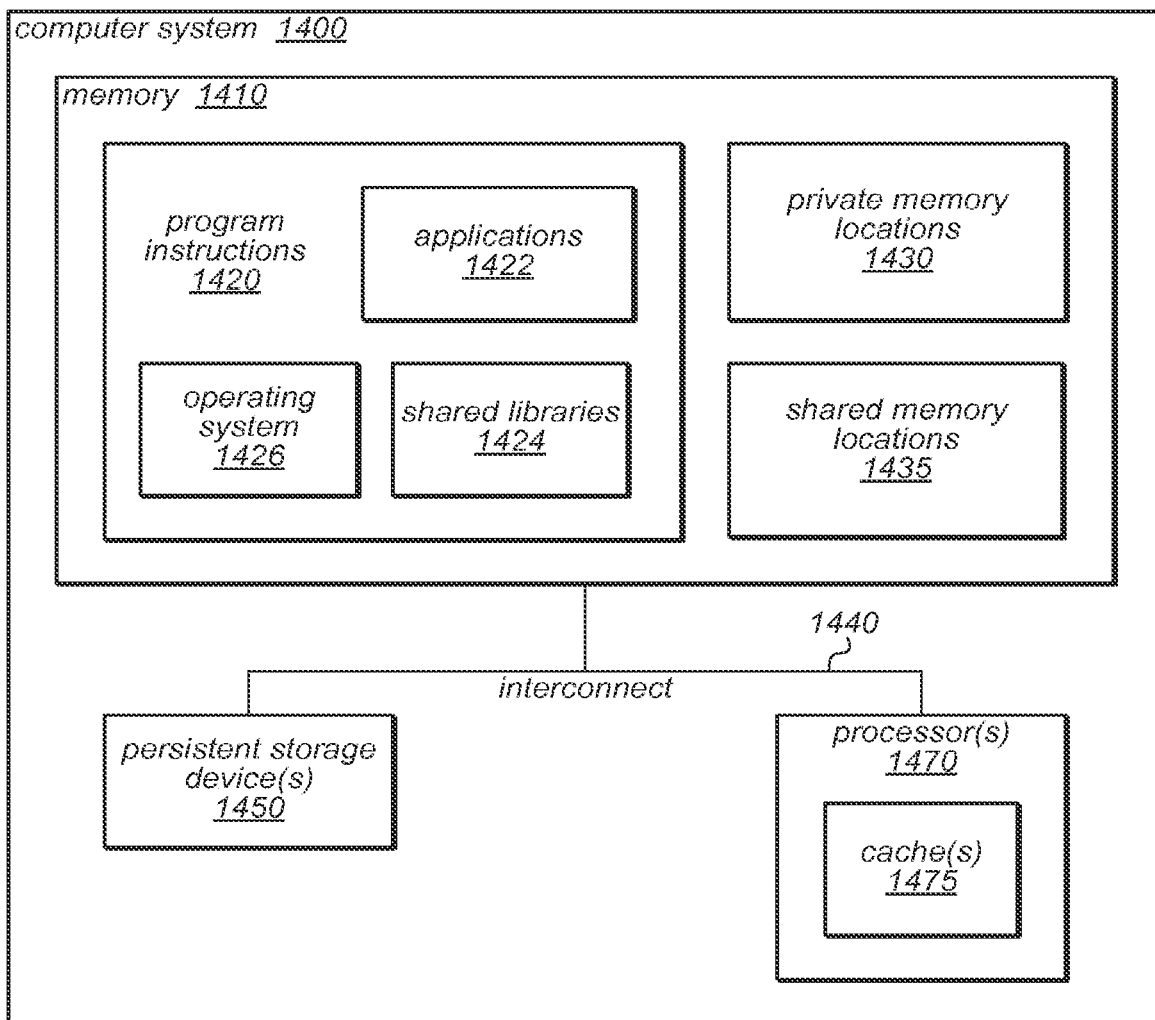 computer system 1400
memory 1410
program
instructions
1420
applications
1422
operating
system
1426
shared libraries
1424
private memory
locations
1430
shared memory
locations
1435
1440
interconnect
persistent storage
device(s)
1450
processor(s)
1470
cache(s)
1475